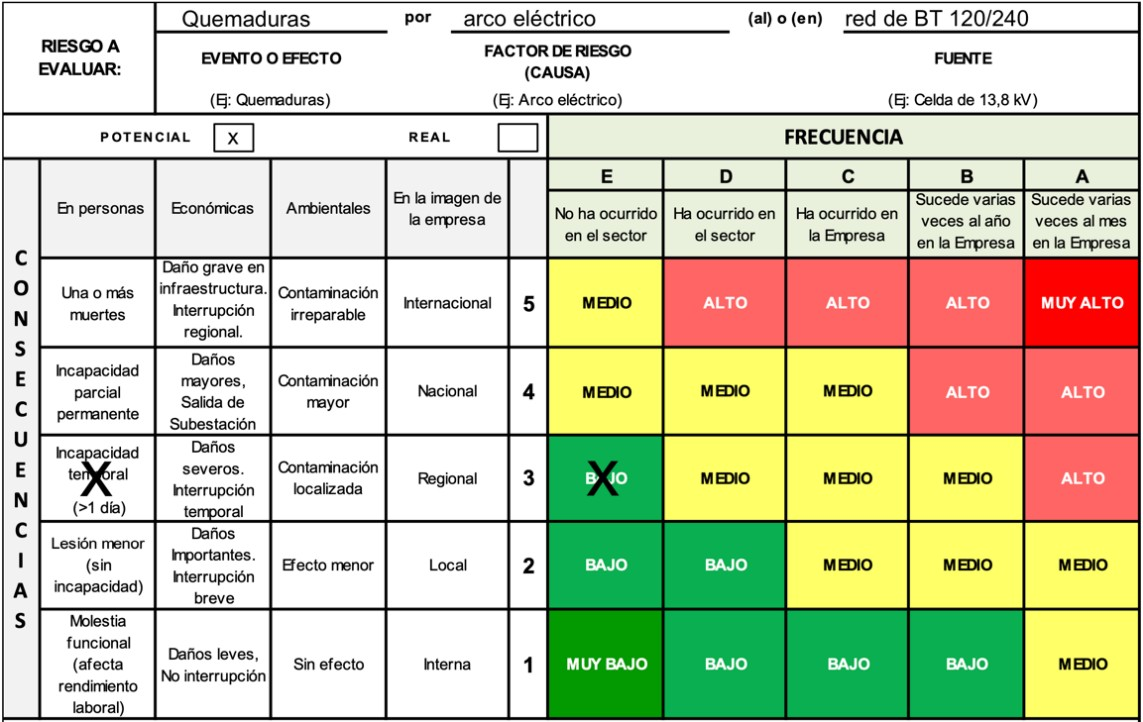 RIESGO A EVALUAR:
Quemaduras por arco eléctrico (al) o (en) red de BT 120/240
EVENTO O EFECTO
FACTOR DE RIESGO (CAUSA)
FUENTE
(Ej: Quemaduras)
(Ej: Arco eléctrico)
(Ej: Celda de 13,8 kV)
POTENCIAL X REAL
FRECUENCIA
CONSECUENCIAS
En personas
Económicas
Ambientales
En la imagen de la empresa
E
D
C
B
A
No ha ocurrido en el sector
Ha ocurrido en el sector
Ha ocurrido en la Empresa
Sucede varias veces al año en la Empresa
Sucede varias veces al mes en la Empresa
Una o más muertes
Daño grave en infraestructura. Interrupción regional.
Contaminación irreparable
Internacional
5
MEDIO
ALTO
ALTO
ALTO
MUY ALTO
Incapacidad parcial permanente
Daños mayores, Salida de Subestación
Contaminación mayor
Nacional
4
MEDIO
MEDIO
MEDIO
ALTO
ALTO
Incapacidad temporal (>1 día)
X
Daños severos. Interrupción temporal
Contaminación localizada
Regional
3
BAJO
X
MEDIO
MEDIO
MEDIO
ALTO
Lesión menor (sin incapacidad)
Daños Importantes. Interrupción breve
Efecto menor
Local
2
BAJO
BAJO
MEDIO
MEDIO
MEDIO
Molestia funcional (afecta rendimiento laboral)
Daños leves, No interrupción
Sin efecto
Interna
1
MUY BAJO
BAJO
BAJO
BAJO
MEDIO